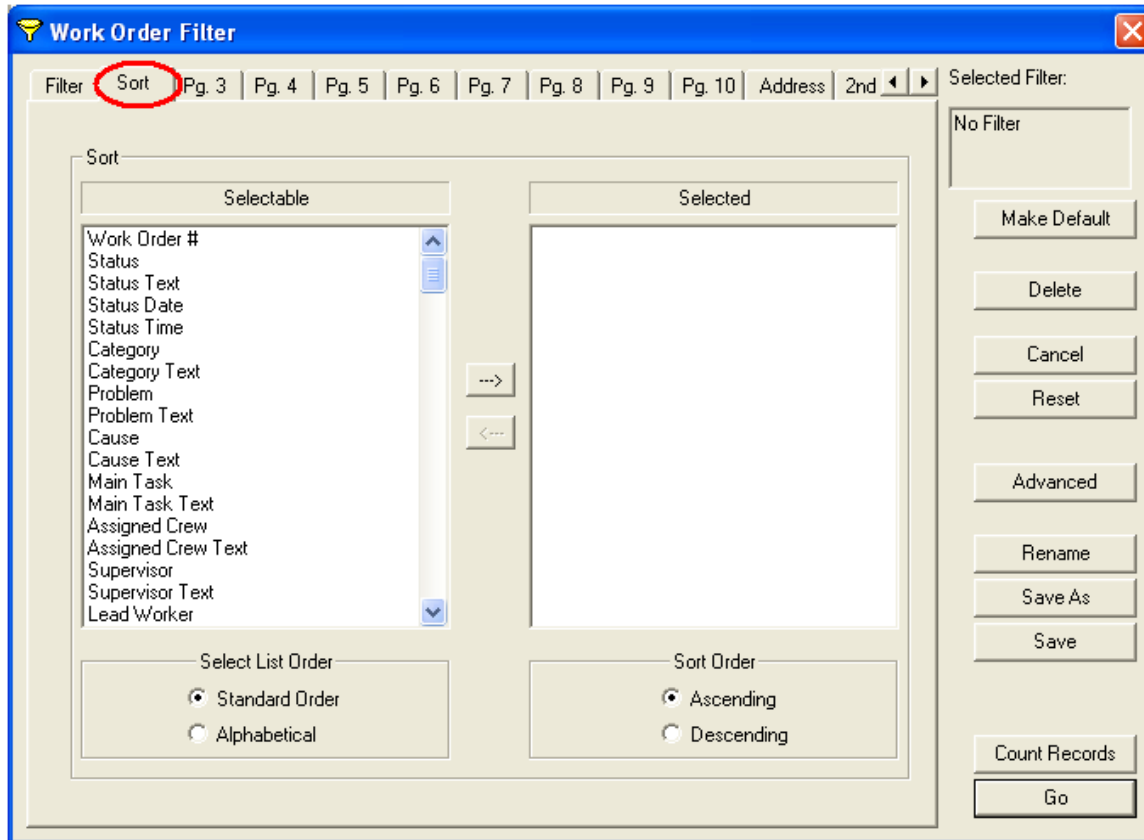 Work Order Filter
Filter Sort Pg. 3 Pg. 4 Pg. 5 Pg. 6 Pg. 7 Pg. 8 Pg. 9 Pg. 10 Address 2nd
Selected Filter:
No Filter
Sort
Selectable
Selected
Work Order #
Status
Status Text
Status Date
Status Time
Category
Category Text
Problem
Problem Text
Cause
Cause Text
Main Task
Main Task Text
Assigned Crew
Assigned Crew Text
Supervisor
Supervisor Text
Lead Worker
--->
<---
Select List Order
Standard Order
Alphabetical
Sort Order
Ascending
Descending
Make Default
Delete
Cancel
Reset
Advanced
Rename
Save As
Save
Count Records
Go